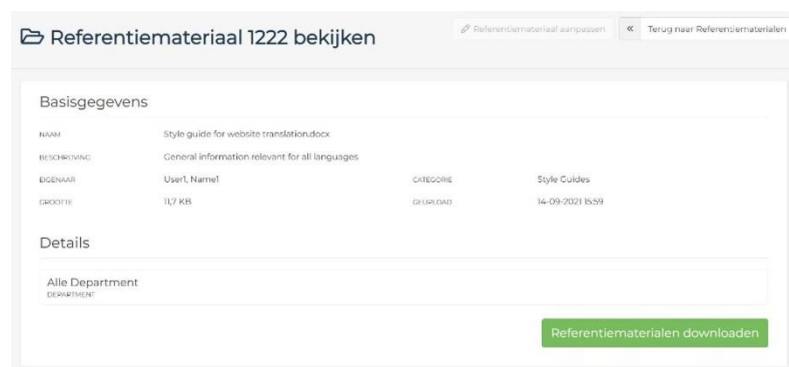 Referentiemateriaal 1222 bekijken
Referentiemateriaal aanpassen
« Terug naar Referentiematerialen
Basisgegevens
NAAM Style guide for website translation.docx
BESCHRIJVING General information relevant for all languages
EIGENAAR User1, Name1 CATEGORIE Style Guides
GROOTTE 11,7 KB GEUPLOAD 14-09-2021 15:59
Details
Alle Department
DEPARTMENT
Referentiematerialen downloaden